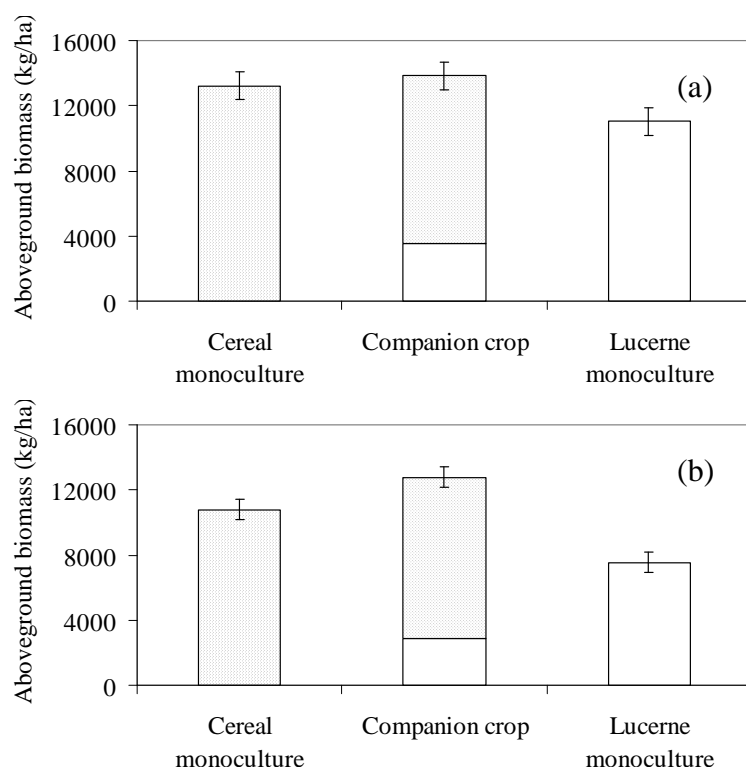 Aboveground biomass (kg/ha)
16000
12000
8000
4000
0
(a)
Cereal
monoculture
Companion crop
Lucerne
monoculture
Aboveground biomass (kg/ha)
16000
12000
8000
4000
0
(b)
Cereal
monoculture
Companion crop
Lucerne
monoculture